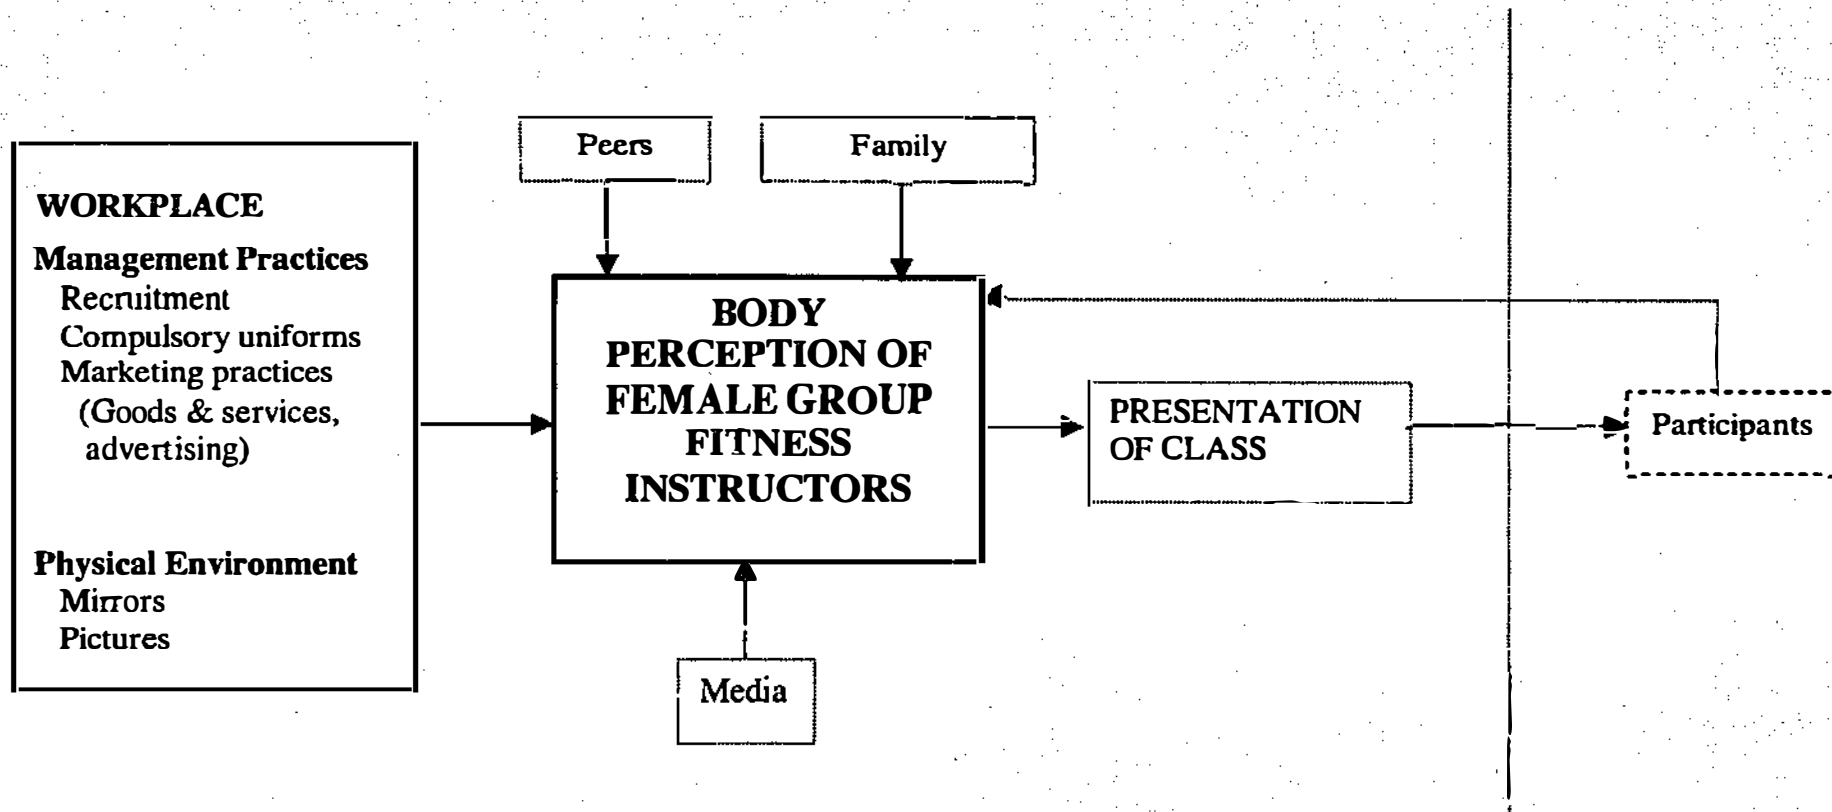 WORKPLACE
Management Practices
Recruitment
Compulsory uniforms
Marketing practices
(Goods & services,
advertising)
Physical Environment
Mirrors
Pictures
Peers
Family
BODY
PERCEPTION OF
FEMALE GROUP
FITNESS
INSTRUCTORS
Media
PRESENTATION
OF CLASS
Participants